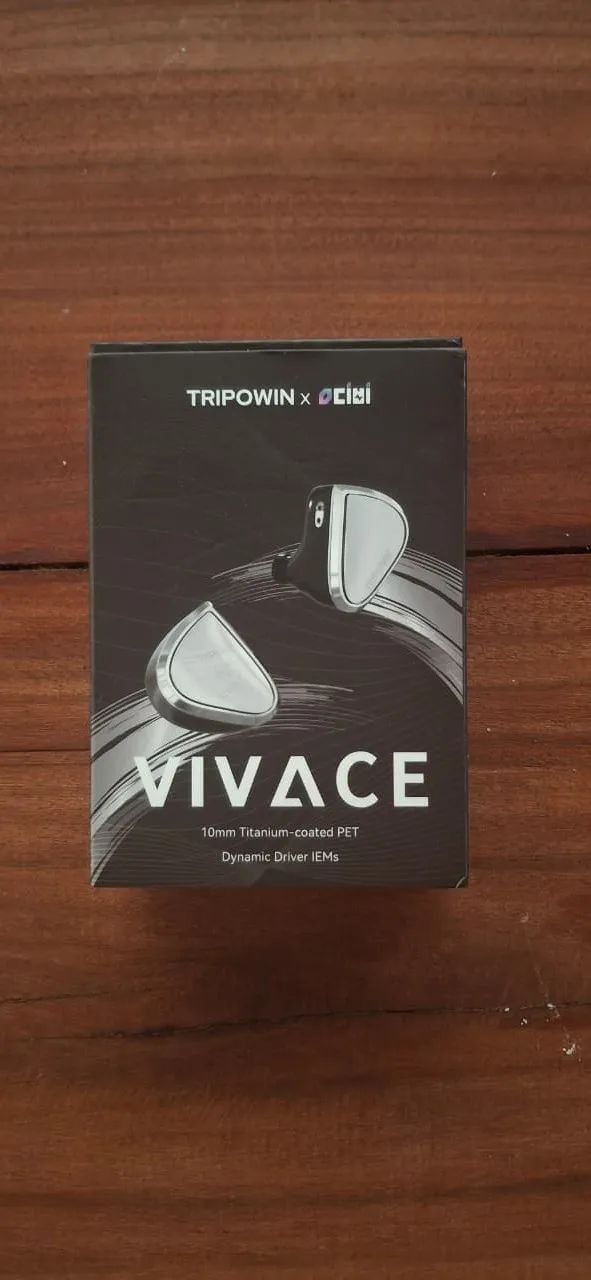 TRIPOWIN x
VIVACE
10mm Titanium-coated PET
Dynamic Driver IEMs